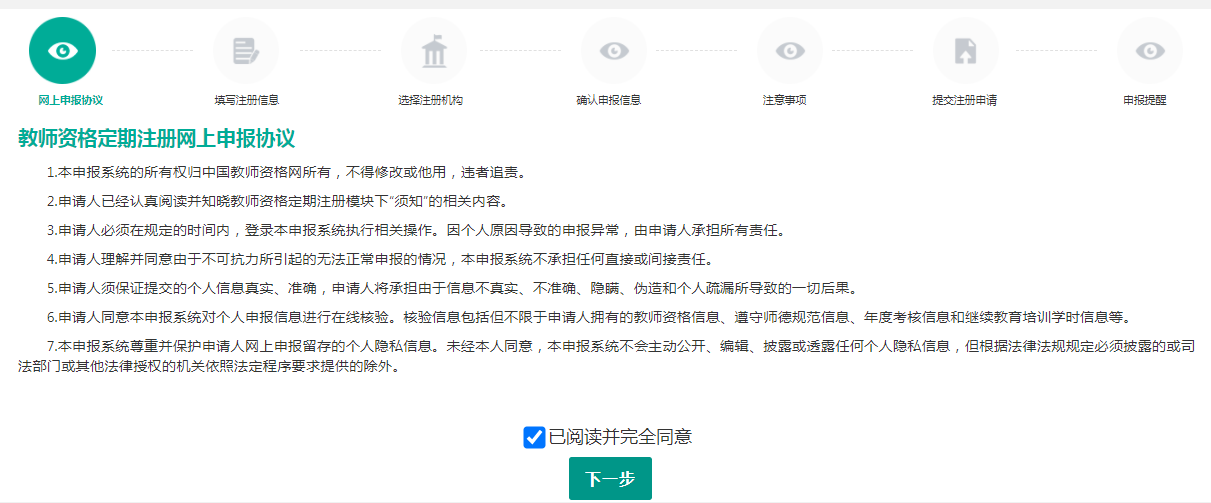 网上申报协议 填写注册信息 选择注册机构 确认申报信息 注意事项 提交注册申请 申报提醒
教师资格定期注册网上申报协议
1.本申报系统的所有权归中国教师资格网所有，不得修改或他用，违者追责。
2.申请人已经认真阅读并知晓教师资格定期注册模块下“须知”的相关内容。
3.申请人必须在规定的时间内，登录本申报系统执行相关操作。因个人原因导致的申报异常，由申请人承担所有责任。
4.申请人理解并同意由于不可抗力所引起的无法正常申报的情况，本申报系统不承担任何直接或间接责任。
5.申请人须保证提交的个人信息真实、准确，申请人将承担由于信息不真实、不准确、隐瞒、伪造和个人疏漏所导致的一切后果。
6.申请人同意本申报系统对个人申报信息进行在线核验。核验信息包括但不限于申请人拥有的教师资格信息、遵守师德规范信息、年度考核信息和继续教育培训学时信息等。
7.本申报系统尊重并保护申请人网上申报留存的个人隐私信息。未经本人同意，本申报系统不会主动公开、编辑、披露或透露任何个人隐私信息，但根据法律法规规定必须披露的或司
法部门或其他法律授权的机关依照法定程序要求提供的除外。
已阅读并完全同意
下一步